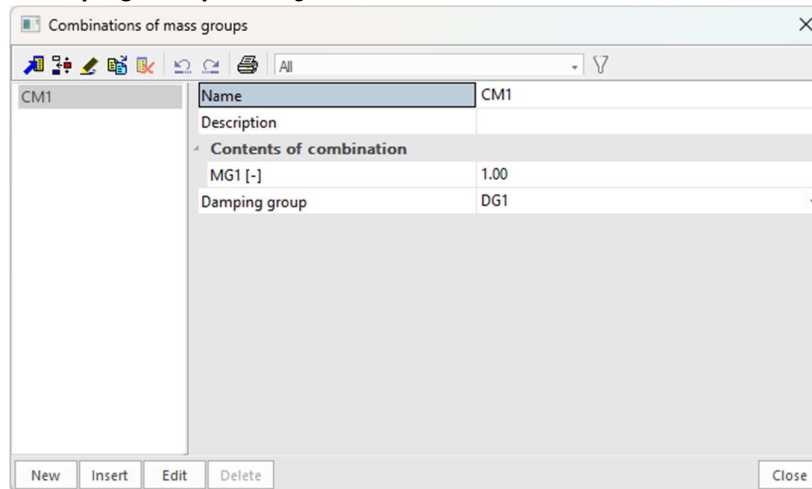 Combinations of mass groups
All
CM1
Name CM1
Description
Contents of combination
MG1 [-] 1.00
Damping group DG1
New Insert Edit Delete Close